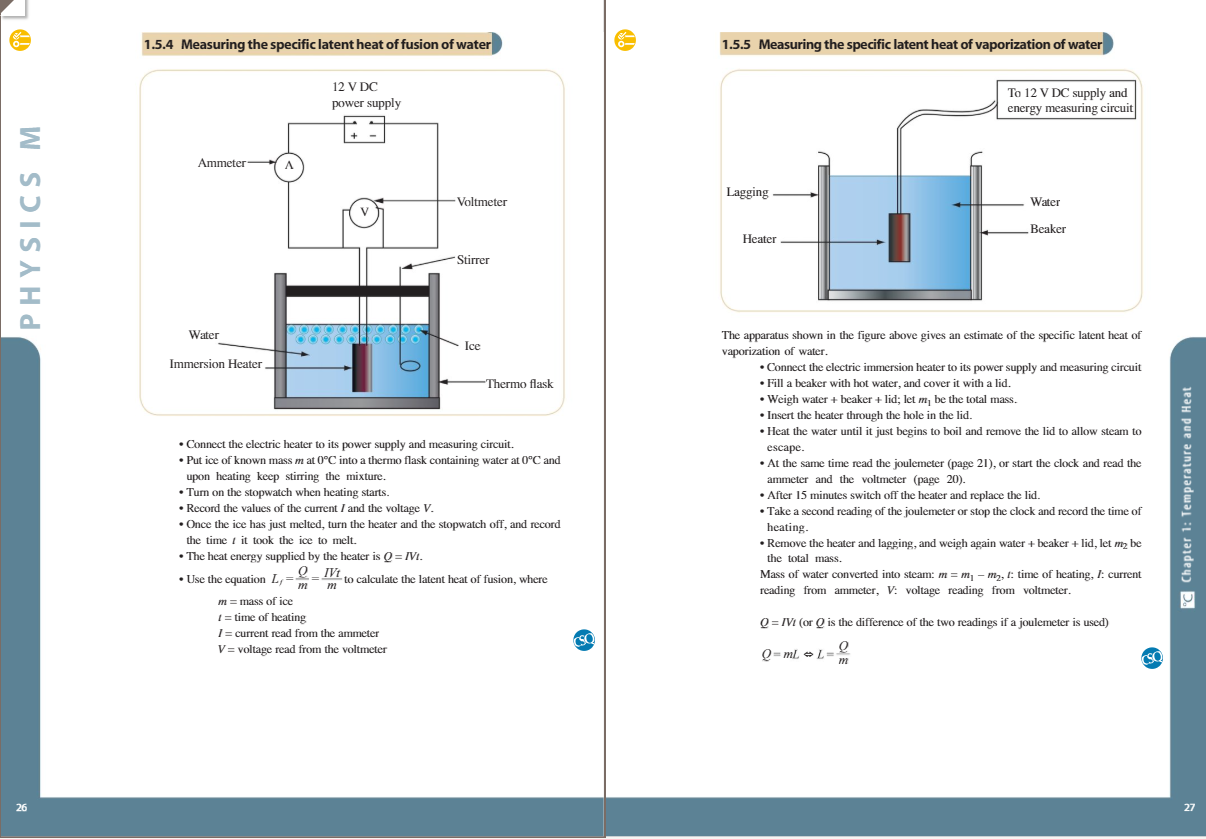 PHYSICS M
1.5.4 Measuring the specific latent heat of fusion of water
12 V DC
power supply
+ −
Ammeter
A
V
Voltmeter
Stirrer
Water
Ice
Immersion Heater
Thermo flask
• Connect the electric heater to its power supply and measuring circuit.
• Put ice of known mass m at 0°C into a thermo flask containing water at 0°C and
upon heating keep stirring the mixture.
• Turn on the stopwatch when heating starts.
• Record the values of the current I and the voltage V.
• Once the ice has just melted, turn the heater and the stopwatch off, and record
the time t it took the ice to melt.
• The heat energy supplied by the heater is Q = IVt.
• Use the equation L_f = Q/m = IVt/m to calculate the latent heat of fusion, where
m = mass of ice
t = time of heating
I = current read from the ammeter
V = voltage read from the voltmeter
CSQ
26
1.5.5 Measuring the specific latent heat of vaporization of water
To 12 V DC supply and
energy measuring circuit
Lagging
Water
Beaker
Heater
The apparatus shown in the figure above gives an estimate of the specific latent heat of
vaporization of water.
• Connect the electric immersion heater to its power supply and measuring circuit
• Fill a beaker with hot water, and cover it with a lid.
• Weigh water + beaker + lid; let m₁ be the total mass.
• Insert the heater through the hole in the lid.
• Heat the water until it just begins to boil and remove the lid to allow steam to
escape.
• At the same time read the joulemeter (page 21), or start the clock and read the
ammeter and the voltmeter (page 20).
• After 15 minutes switch off the heater and replace the lid.
• Take a second reading of the joulemeter or stop the clock and record the time of
heating.
• Remove the heater and lagging, and weigh again water + beaker + lid, let m₂ be
the total mass.
Mass of water converted into steam: m = m₁ – m₂, t: time of heating, I: current
reading from ammeter, V: voltage reading from voltmeter.
Q = IVt (or Q is the difference of the two readings if a joulemeter is used)
Q = mL ⇔ L = Q/m
CSQ
°C Chapter 1: Temperature and Heat
27